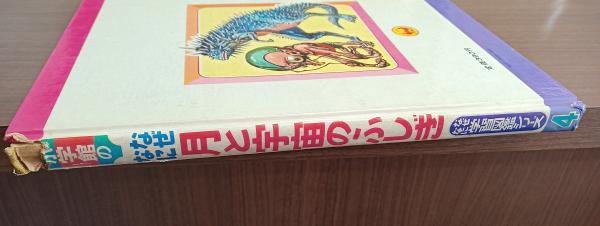 学館の
なぜ
なに
月と宇宙のふしぎ
なぜ
なに
学習図鑑シリーズ
4